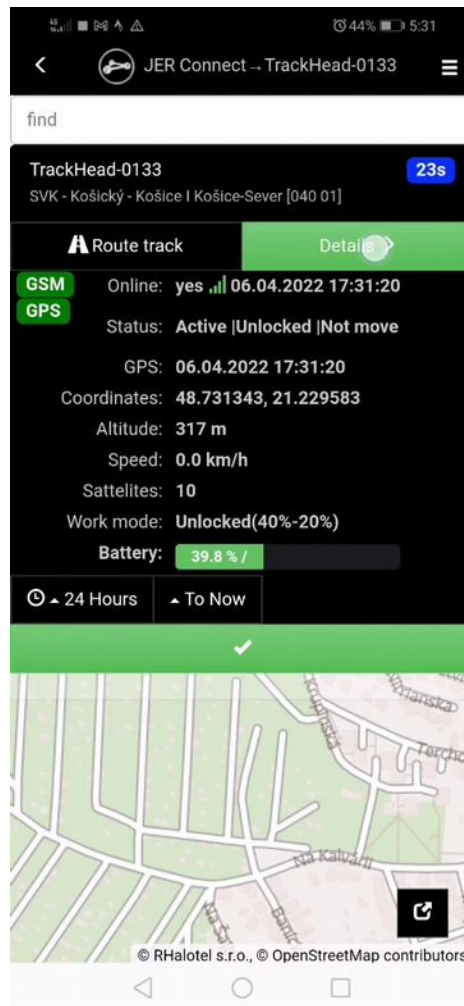 44% 5:31
JER Connect→TrackHead-0133
find
TrackHead-0133
23s
SVK - Košický - Košice I Košice-Sever [040 01]
Route track
Details
GSM
Online: yes 06.04.2022 17:31:20
GPS
Status: Active |Unlocked |Not move
GPS: 06.04.2022 17:31:20
Coordinates: 48.731343, 21.229583
Altitude: 317 m
Speed: 0.0 km/h
Sattelites: 10
Work mode: Unlocked(40%-20%)
Battery: 39.8 % /
24 Hours
To Now
Krupinská
Na Kalvárii
© RHalotel s.r.o., © OpenStreetMap contributors